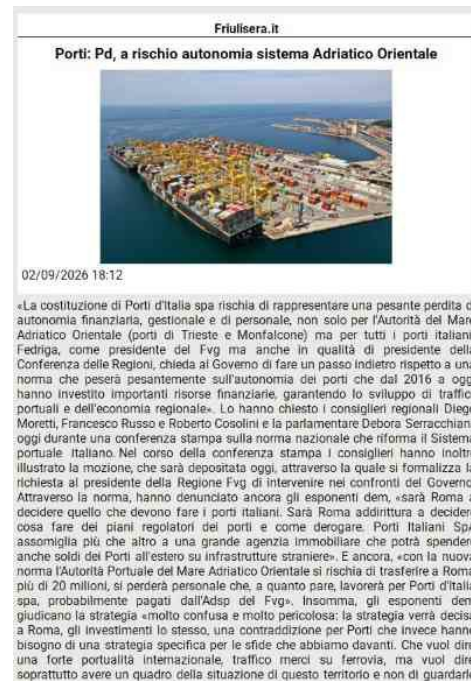 Friulisera.it
Porti: Pd, a rischio autonomia sistema Adriatico Orientale
02/09/2026 18:12
«La costituzione di Porti d'Italia spa rischia di rappresentare una pesante perdita d
autonomia finanziaria, gestionale e di personale, non solo per l'Autorità del Mare
Adriatico Orientale (porti di Trieste e Monfalcone) ma per tutti i porti italiani
Fedriga, come presidente del Fvg ma anche in qualità di presidente della
Conferenza delle Regioni, chieda al Governo di fare un passo indietro rispetto a una
norma che peserà pesantemente sull'autonomia dei porti che dal 2016 a oggi
hanno investito importanti risorse finanziarie, garantendo lo sviluppo di traffici
portuali e dell'economia regionale». Lo hanno chiesto i consiglieri regionali Diego
Moretti, Francesco Russo e Roberto Cosolini e la parlamentare Debora Serracchiani
oggi durante una conferenza stampa sulla norma nazionale che riforma il Sistema
portuale Italiano. Nel corso della conferenza stampa i consiglieri hanno inoltre
illustrato la mozione, che sarà depositata oggi, attraverso la quale si formalizza la
richiesta al presidente della Regione Fvg di intervenire nei confronti del Governo
Attraverso la norma, hanno denunciato ancora gli esponenti dem, «sarà Roma a
decidere quello che devono fare i porti italiani. Sarà Roma addirittura a decidere
cosa fare dei piani regolatori dei porti e come derogare. Porti Italiani Spa
assomiglia più che altro a una grande agenzia immobiliare che potrà spendere
anche soldi dei Porti all'estero su infrastrutture straniere». E ancora, «con la nuova
norma l'Autorità Portuale del Mare Adriatico Orientale si rischia di trasferire a Roma
più di 20 milioni, si perderà personale che, a quanto pare, lavorerà per Porti d'Italia
spa, probabilmente pagati dall'Adsp del Fvg». Insomma, gli esponenti dem
giudicano la strategia «molto confusa e molto pericolosa: la strategia verrà decisa
a Roma, gli investimenti lo stesso, una contraddizione per Porti che invece hanno
bisogno di una strategia specifica per le sfide che abbiamo davanti. Che vuol dire
una forte portualità internazionale, traffico merci su ferrovia, ma vuol dire
soprattutto avere un quadro della situazione di questo territorio e non di guardarlo